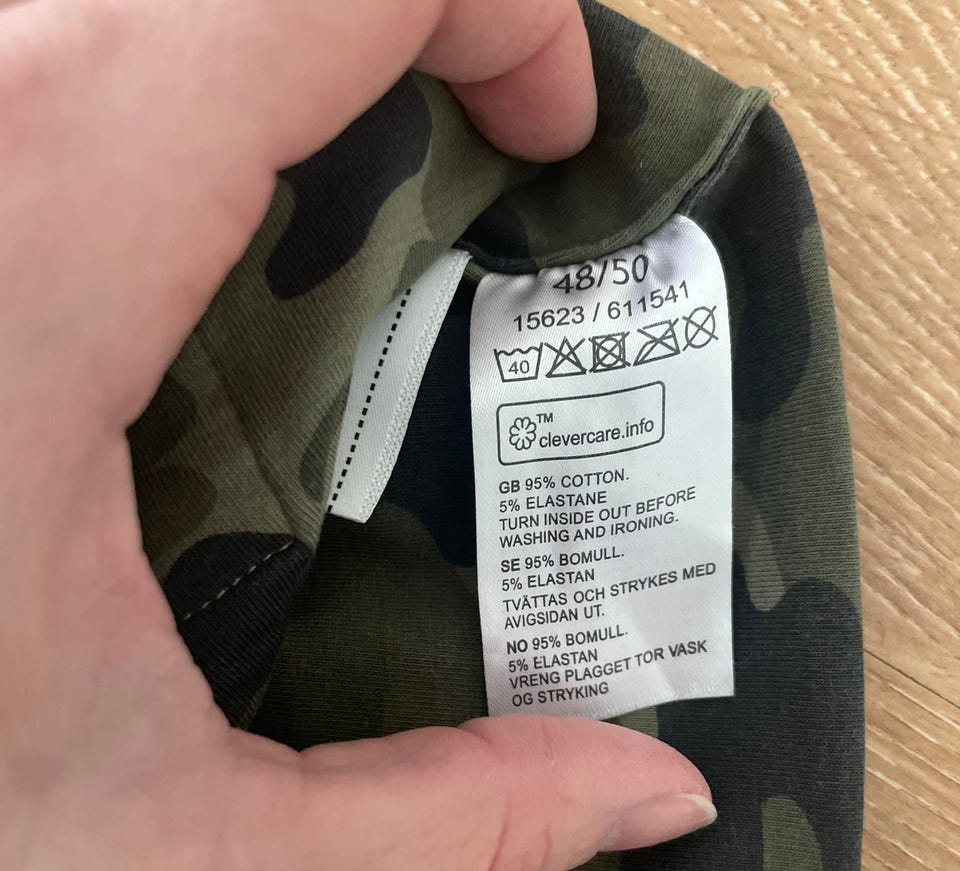 48/50
15623 / 611541
40
TM
clevercare.info
GB 95% COTTON.
5% ELASTANE
TURN INSIDE OUT BEFORE
WASHING AND IRONING.
SE 95% BOMULL.
5% ELASTAN
TVÄTTAS OCH STRYKES MED
AVIGSIDAN UT.
NO 95% BOMULL.
5% ELASTAN
VRENG PLAGGET TOR VASK
OG STRYKING